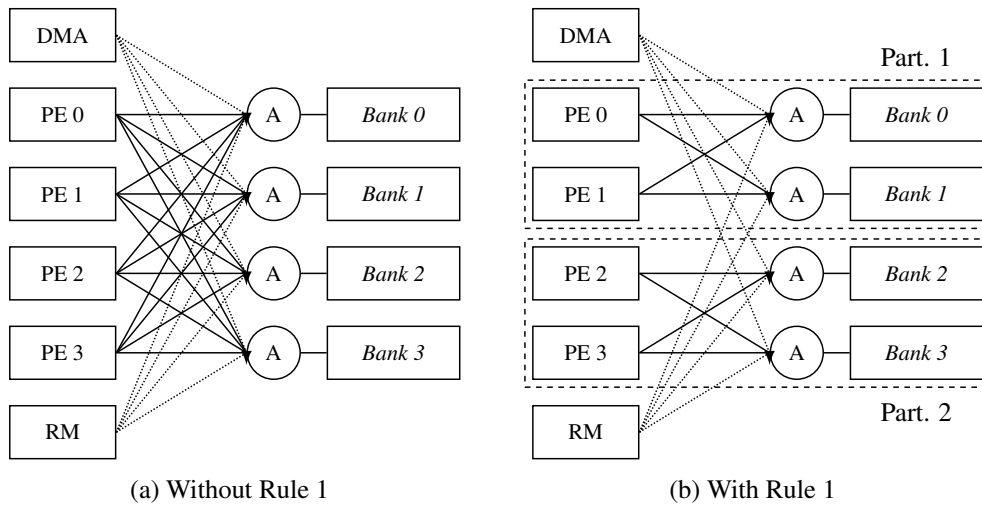 DMA
PE 0
A
Bank 0
PE 1
A
Bank 1
PE 2
A
Bank 2
PE 3
A
Bank 3
RM
(a) Without Rule 1
DMA
Part. 1
PE 0
A
Bank 0
PE 1
A
Bank 1
PE 2
A
Bank 2
PE 3
A
Bank 3
Part. 2
RM
(b) With Rule 1